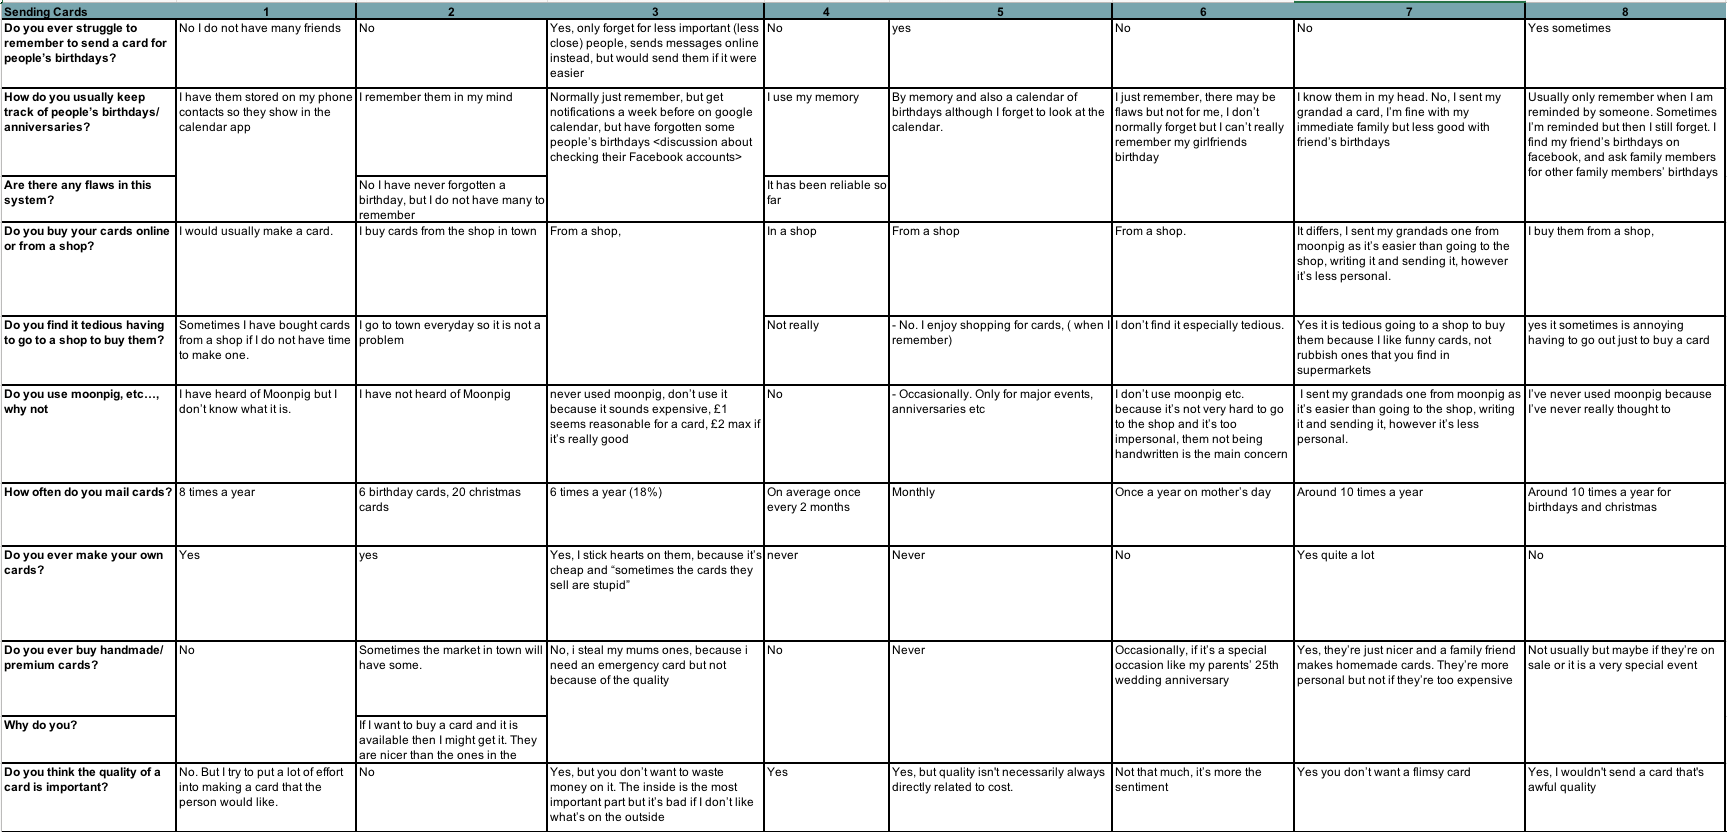 Sending Cards 1 2 3 4 5 6 7 8
Do you ever struggle to
remember to send a card for
people's birthdays?
No I do not have many friends
No
Yes, only forget for less important (less
close) people, sends messages online
instead, but would send them if it were
easier
No
yes
No
No
Yes sometimes
How do you usually keep
track of people's birthdays/
anniversaries?
I have them stored on my phone
contacts so they show in the
calendar app
I remember them in my mind
Normally just remember, but get
notifications a week before on google
calendar, but have forgotten some
people's birthdays <discussion about
checking their Facebook accounts>
I use my memory
By memory and also a calendar of
birthdays although I forget to look at the
calendar.
I just remember, there may be
flaws but not for me, I don't
normally forget but I can't really
remember my girlfriends
birthday
I know them in my head. No, I sent my
grandad a card, I'm fine with my
immediate family but less good with
friend's birthdays
Usually only remember when I am
reminded by someone. Sometimes
I'm reminded but then I still forget. I
find my friend's birthdays on
facebook, and ask family members
for other family members' birthdays
Are there any flaws in this
system?
No I have never forgotten a
birthday, but I do not have many to
remember
It has been reliable so
far
Do you buy your cards online
or from a shop?
I would usually make a card.
I buy cards from the shop in town
From a shop,
In a shop
From a shop
From a shop.
It differs, I sent my grandads one from
moonpig as it's easier than going to the
shop, writing it and sending it, however
it's less personal.
I buy them from a shop,
Do you find it tedious having
to go to a shop to buy them?
Sometimes I have bought cards
from a shop if I do not have time
to make one.
I go to town everyday so it is not a
problem
Not really
- No. I enjoy shopping for cards, ( when I
remember)
I don't find it especially tedious.
Yes it is tedious going to a shop to buy
them because I like funny cards, not
rubbish ones that you find in
supermarkets
yes it sometimes is annoying
having to go out just to buy a card
Do you use moonpig, etc…,
why not
I have heard of Moonpig but I
don't know what it is.
I have not heard of Moonpig
never used moonpig, don't use it
because it sounds expensive, £1
seems reasonable for a card, £2 max if
it's really good
No
- Occasionally. Only for major events,
anniversaries etc
I don't use moonpig etc.
because it's not very hard to go
to the shop and it's too
impersonal, them not being
handwritten is the main concern
I sent my grandads one from moonpig as
it's easier than going to the shop, writing
it and sending it, however it's less
personal.
I've never used moonpig because
I've never really thought to
How often do you mail cards?
8 times a year
6 birthday cards, 20 christmas
cards
6 times a year (18%)
On average once
every 2 months
Monthly
Once a year on mother's day
Around 10 times a year
Around 10 times a year for
birthdays and christmas
Do you ever make your own
cards?
Yes
yes
Yes, I stick hearts on them, because it's
cheap and “sometimes the cards they
sell are stupid”
never
Never
No
Yes quite a lot
No
Do you ever buy handmade/
premium cards?
No
Sometimes the market in town will
have some.
No, i steal my mums ones, because i
need an emergency card but not
because of the quality
No
Never
Occasionally, if it's a special
occasion like my parents' 25th
wedding anniversary
Yes, they're just nicer and a family friend
makes homemade cards. They're more
personal but not if they're too expensive
Not usually but maybe if they're on
sale or it is a very special event
Why do you?
If I want to buy a card and it is
available then I might get it. They
are nicer than the ones in the
Do you think the quality of a
card is important?
No. But I try to put a lot of effort
into making a card that the
person would like.
No
Yes, but you don't want to waste
money on it. The inside is the most
important part but it's bad if I don't like
what's on the outside
Yes
Yes, but quality isn't necessarily always
directly related to cost.
Not that much, it's more the
sentiment
Yes you don't want a flimsy card
Yes, I wouldn't send a card that's
awful quality